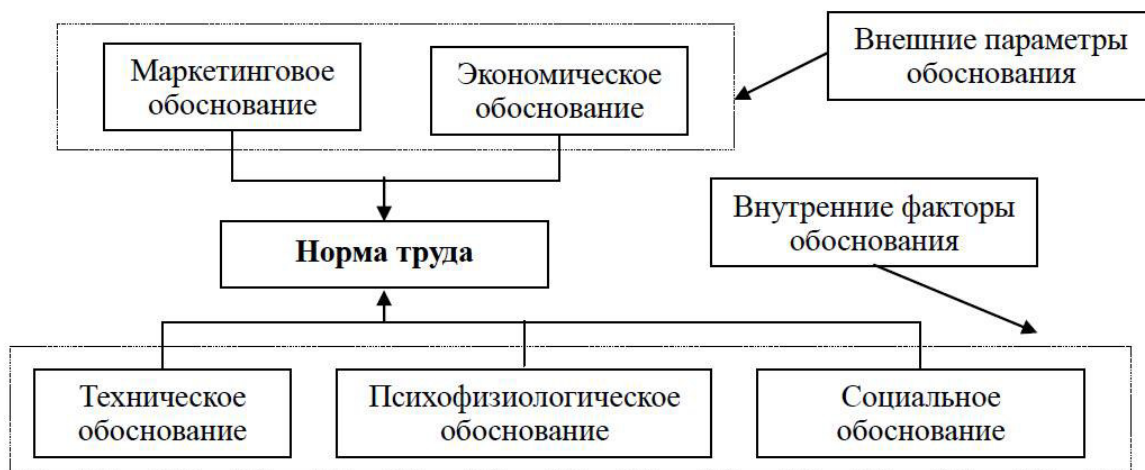 Маркетинговое
обоснование
Экономическое
обоснование
Внешние параметры
обоснования
Норма труда
Внутренние факторы
обоснования
Техническое
обоснование
Психофизиологическое
обоснование
Социальное
обоснование